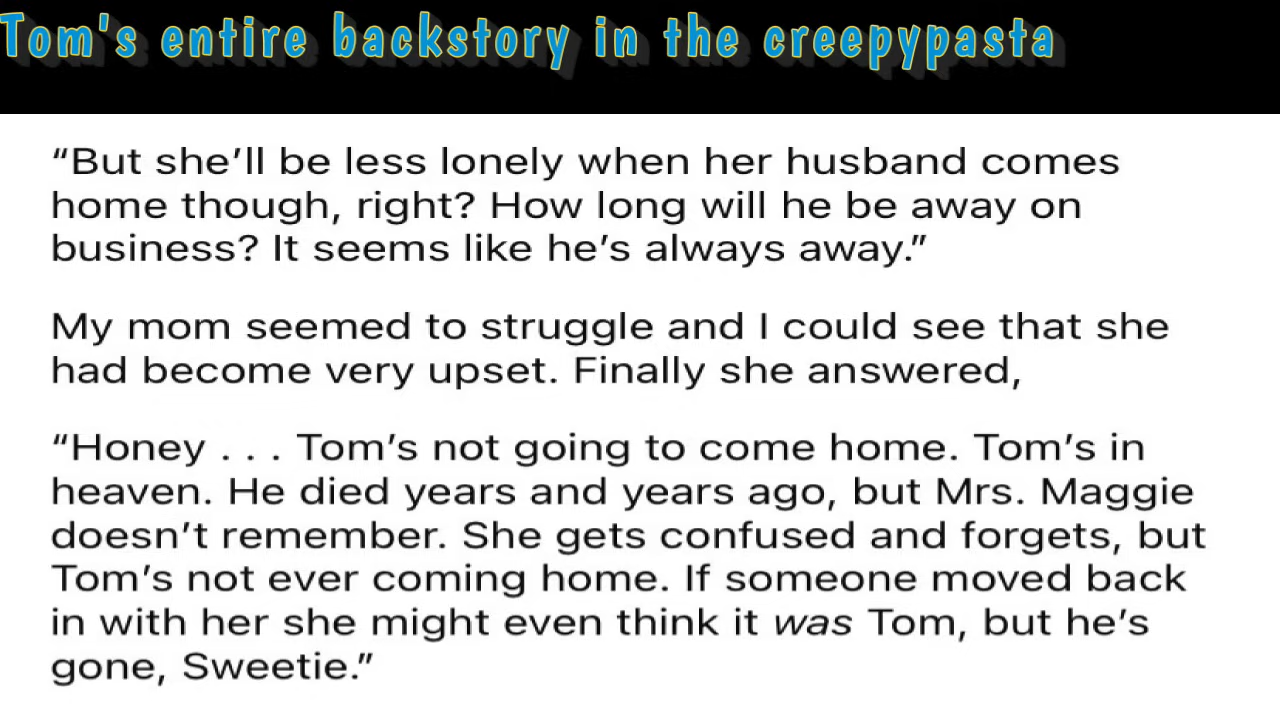 Tom's entire backstory in the creepypasta
“But she’ll be less lonely when her husband comes
home though, right? How long will he be away on
business? It seems like he’s always away.”
My mom seemed to struggle and I could see that she
had become very upset. Finally she answered,
“Honey . . . Tom’s not going to come home. Tom’s in
heaven. He died years and years ago, but Mrs. Maggie
doesn’t remember. She gets confused and forgets, but
Tom’s not ever coming home. If someone moved back
in with her she might even think it was Tom, but he’s
gone, Sweetie.”